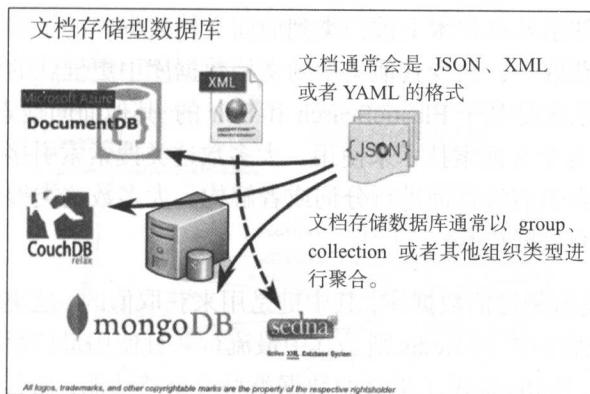 文档存储型数据库
文档通常会是 JSON、XML
或者 YAML 的格式
XML
Microsoft Azure
DocumentDB
{JSON}
CouchDB
relax
文档存储数据库通常以 group、
collection 或者其他组织类型进
行聚合。
mongoDB
sedna
Native XML Database System
All logos, trademarks, and other copyrightable marks are the property of the respective rightsholder